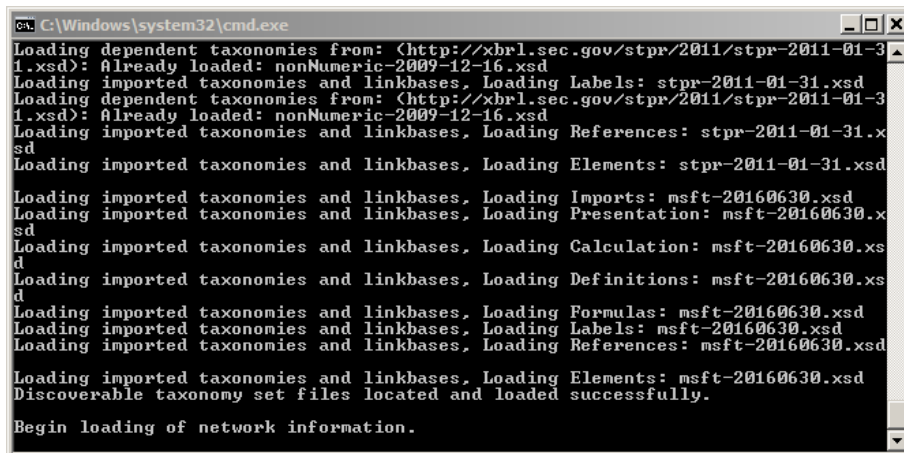 C:\Windows\system32\cmd.exe
Loading dependent taxonomies from: (http://xbrl.sec.gov/stpr/2011/stpr-2011-01-3
1.xsd): Already loaded: nonNumeric-2009-12-16.xsd
Loading imported taxonomies and linkbases, Loading Labels: stpr-2011-01-31.xsd
Loading dependent taxonomies from: (http://xbrl.sec.gov/stpr/2011/stpr-2011-01-3
1.xsd): Already loaded: nonNumeric-2009-12-16.xsd
Loading imported taxonomies and linkbases, Loading References: stpr-2011-01-31.x
sd
Loading imported taxonomies and linkbases, Loading Elements: stpr-2011-01-31.xsd
Loading imported taxonomies and linkbases, Loading Imports: msft-20160630.xsd
Loading imported taxonomies and linkbases, Loading Presentation: msft-20160630.x
sd
Loading imported taxonomies and linkbases, Loading Calculation: msft-20160630.xs
d
Loading imported taxonomies and linkbases, Loading Definitions: msft-20160630.xs
d
Loading imported taxonomies and linkbases, Loading Formulas: msft-20160630.xsd
Loading imported taxonomies and linkbases, Loading Labels: msft-20160630.xsd
Loading imported taxonomies and linkbases, Loading References: msft-20160630.xsd
Loading imported taxonomies and linkbases, Loading Elements: msft-20160630.xsd
Discoverable taxonomy set files located and loaded successfully.
Begin loading of network information.